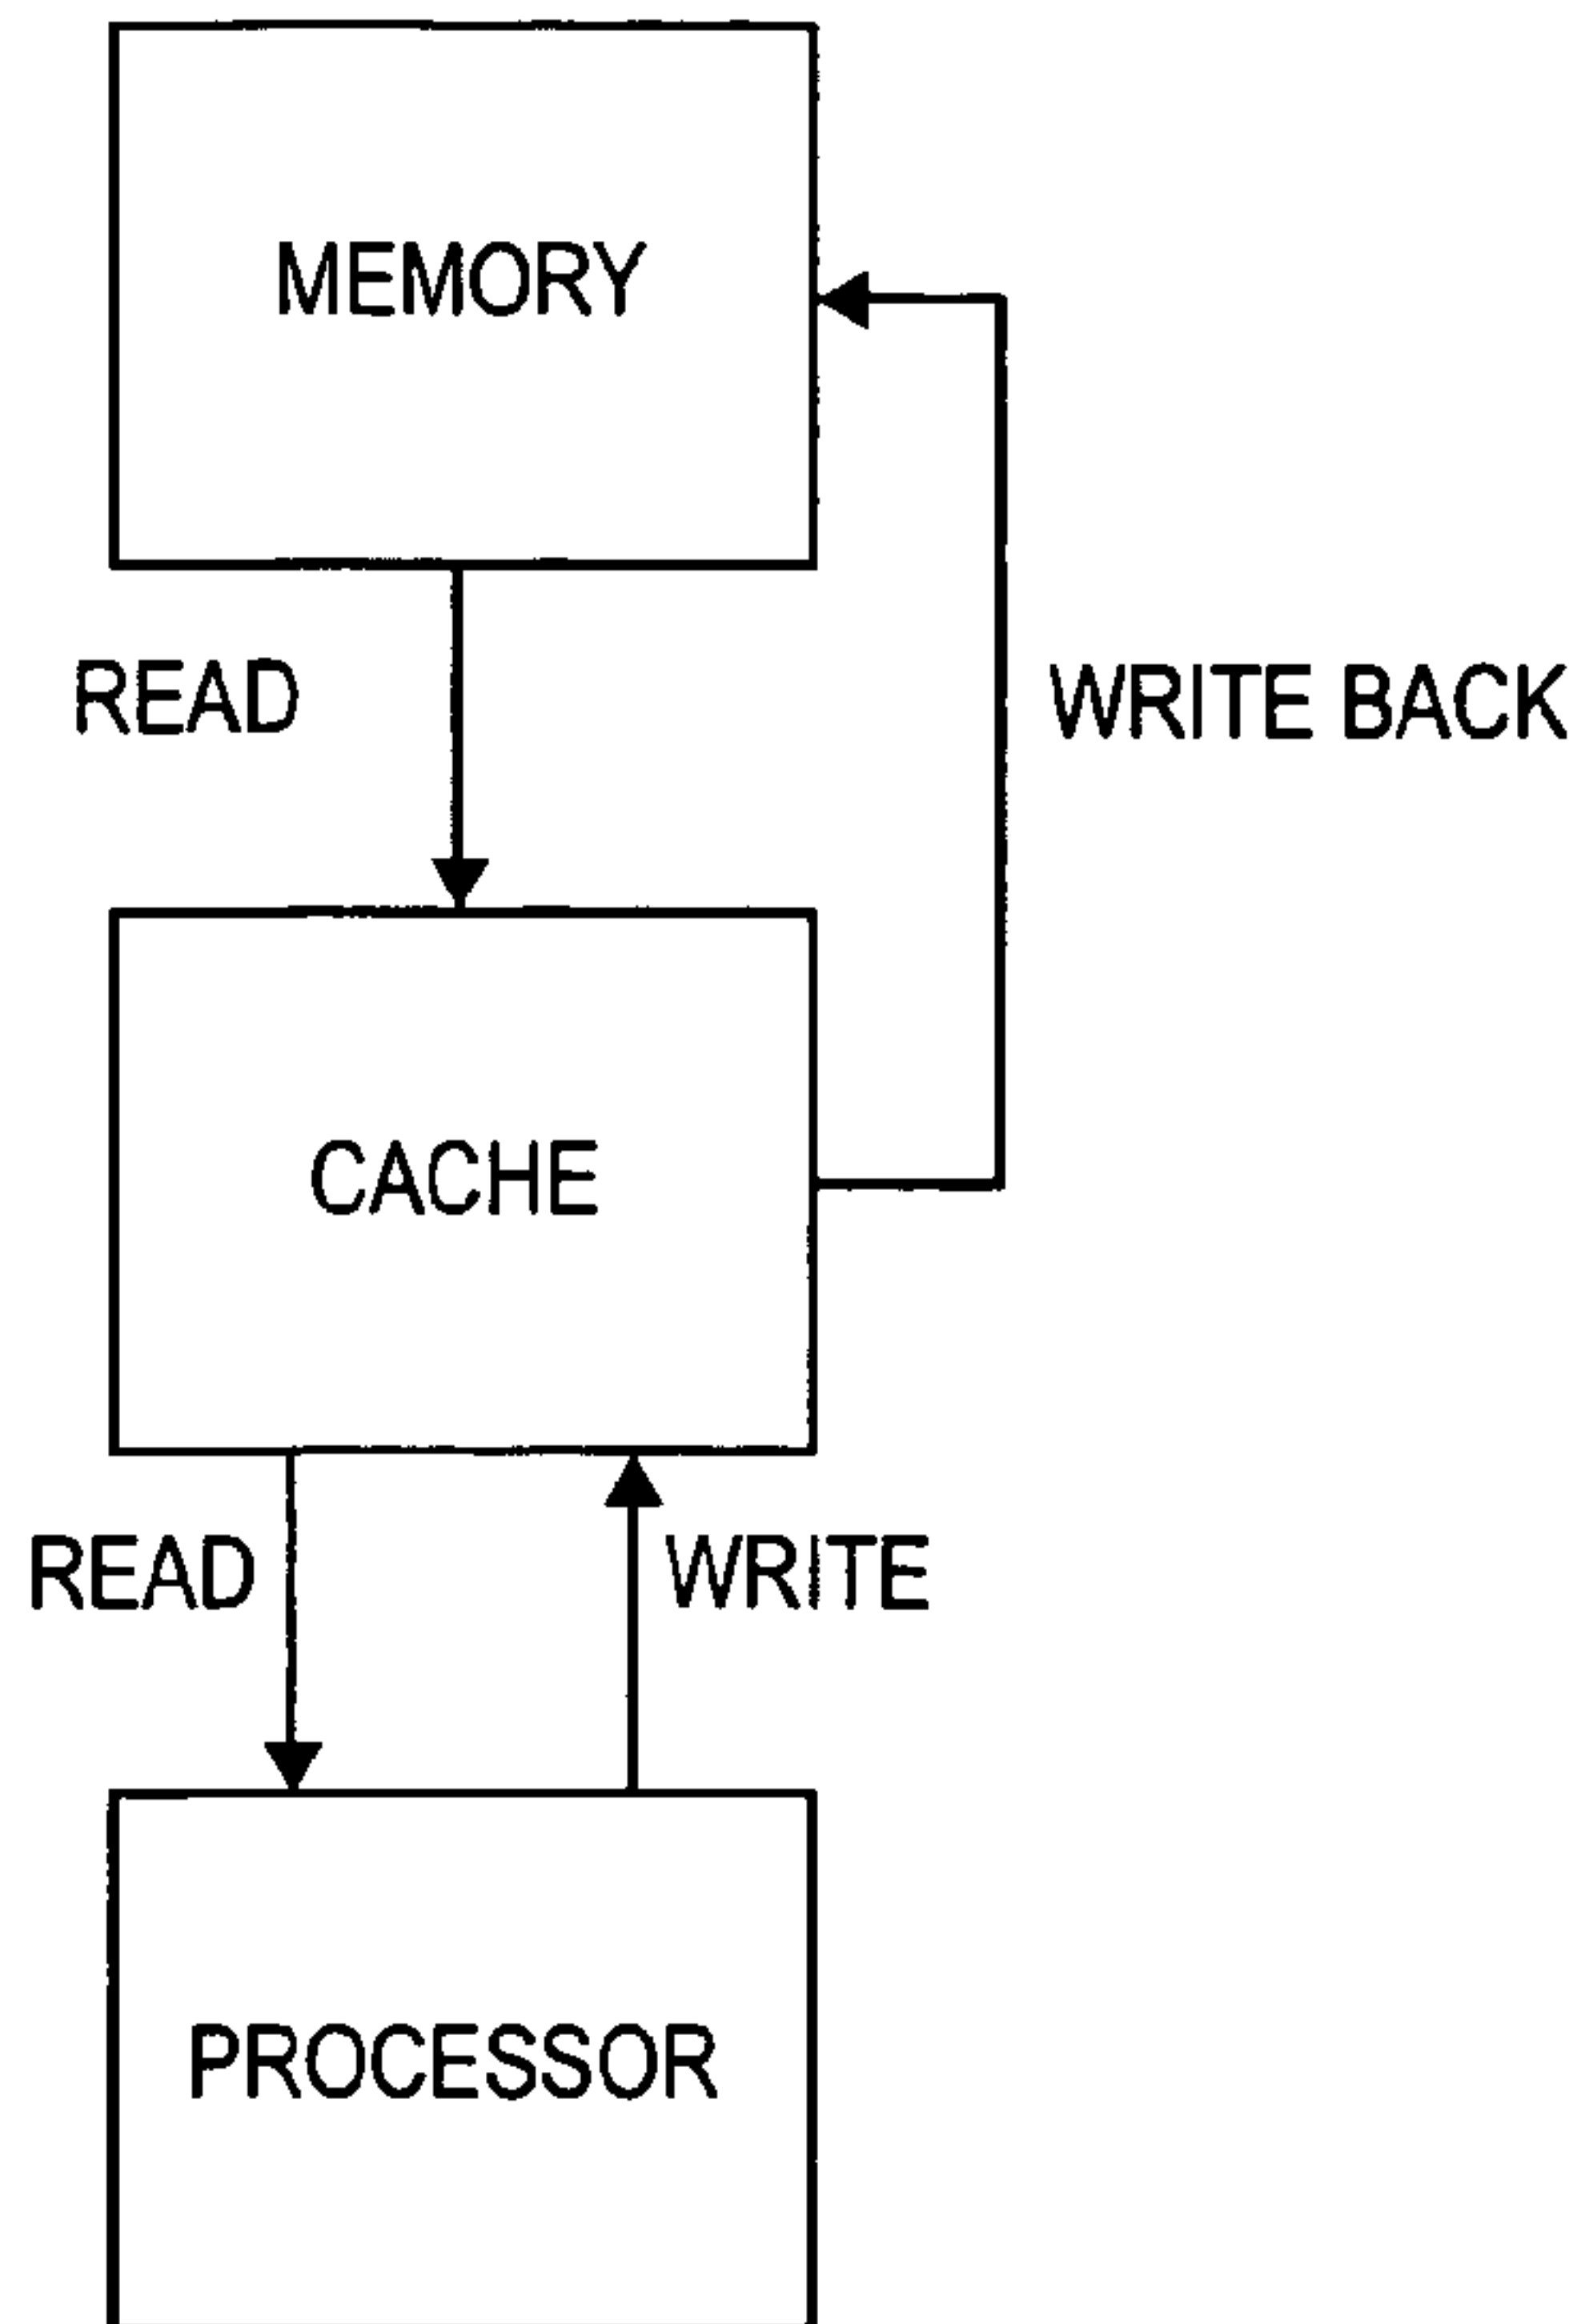 MEMORY
READ
WRITE BACK
CACHE
READ
WRITE
PROCESSOR